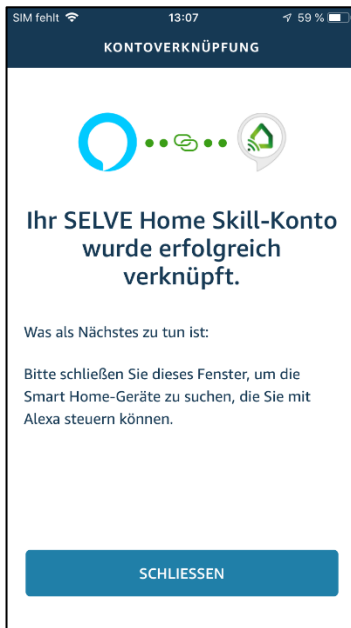 SIM fehlt 13:07 59 %
KONTOVERKNÜPFUNG
Ihr SELVE Home Skill-Konto
wurde erfolgreich
verknüpft.
Was als Nächstes zu tun ist:
Bitte schließen Sie dieses Fenster, um die
Smart Home-Geräte zu suchen, die Sie mit
Alexa steuern können.
SCHLIESSEN